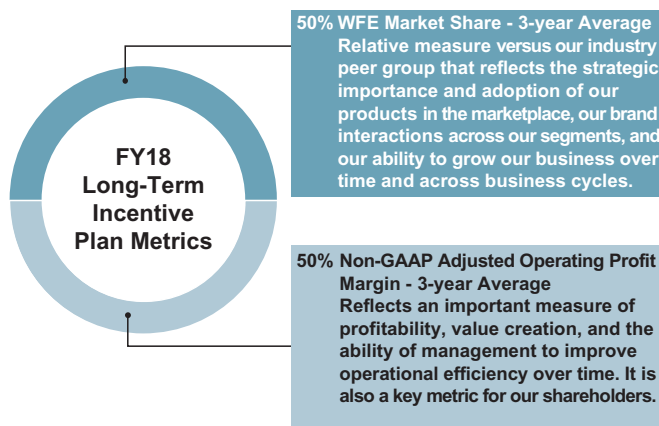 FY18
Long-Term
Incentive
Plan Metrics
50% WFE Market Share - 3-year Average
Relative measure versus our industry
peer group that reflects the strategic
importance and adoption of our
products in the marketplace, our brand
interactions across our segments, and
our ability to grow our business over
time and across business cycles.
50% Non-GAAP Adjusted Operating Profit
Margin - 3-year Average
Reflects an important measure of
profitability, value creation, and the
ability of management to improve
operational efficiency over time. It is
also a key metric for our shareholders.